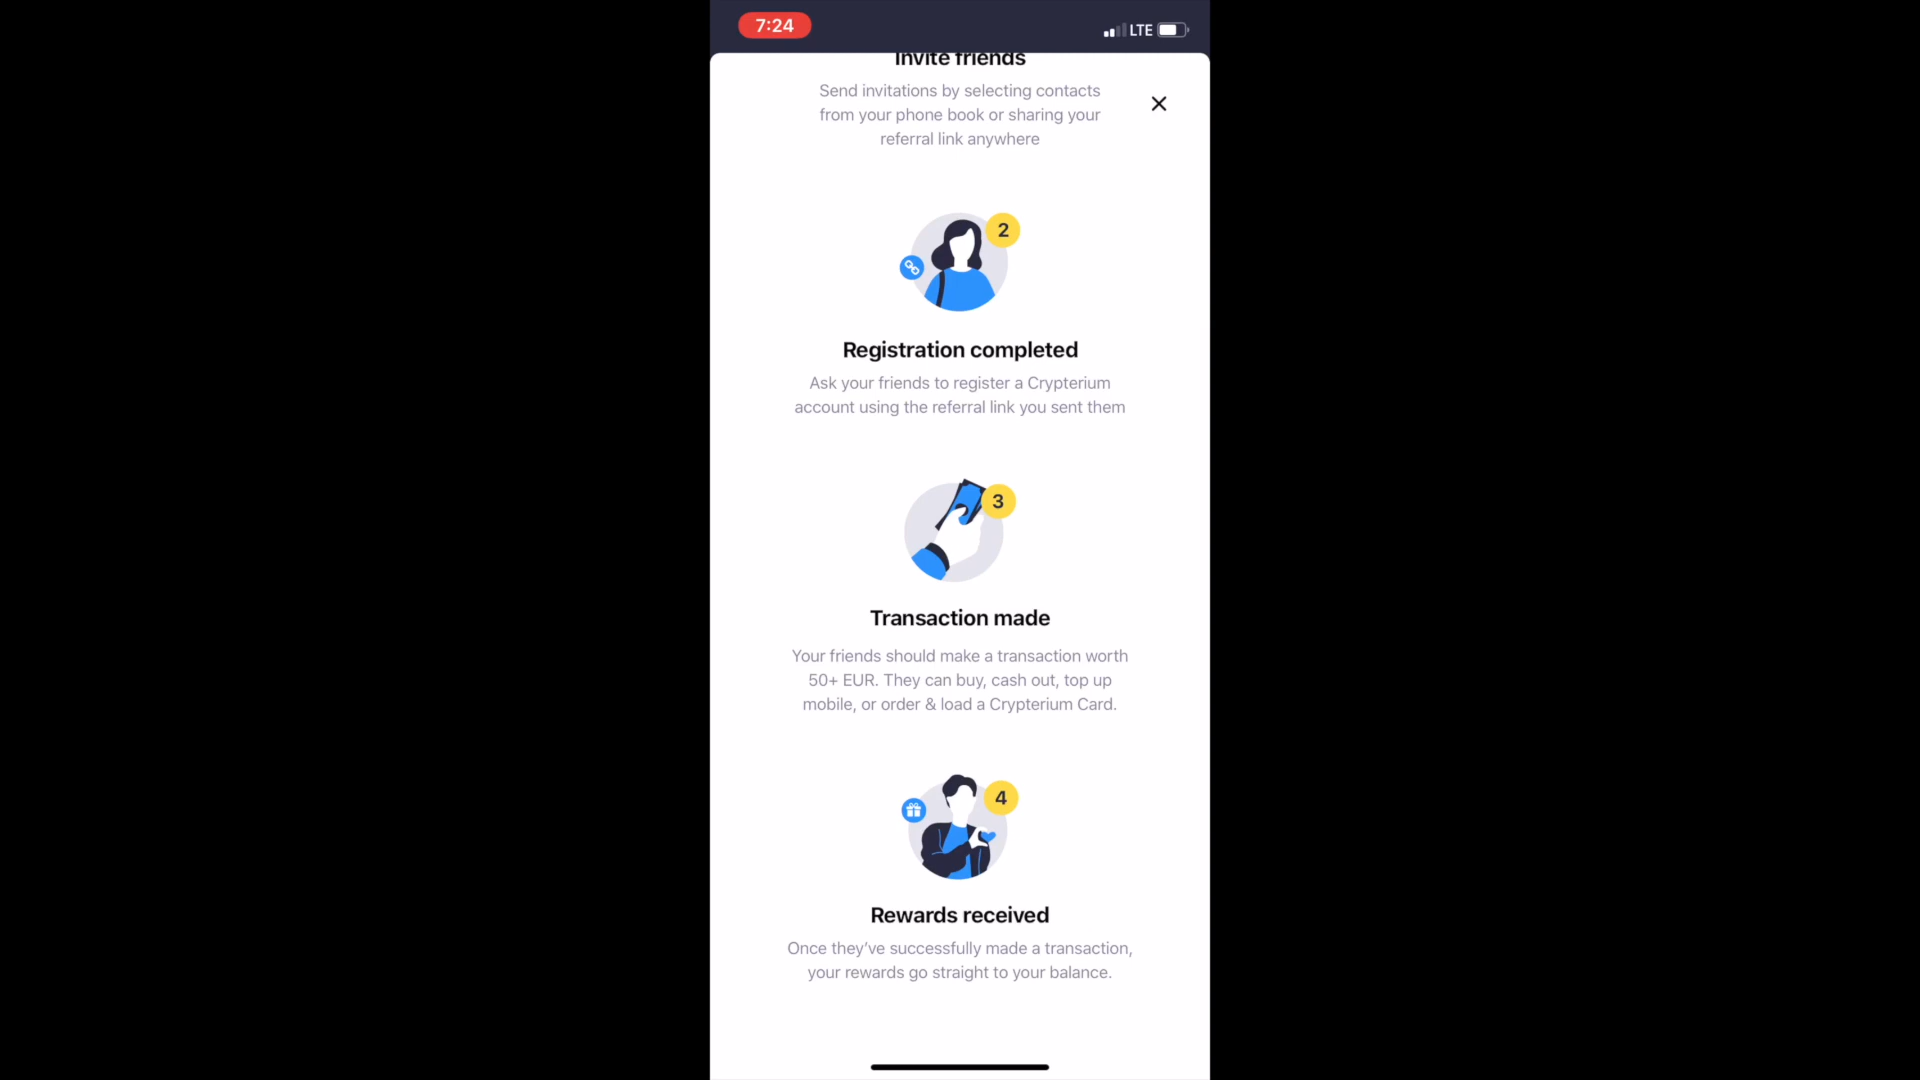 7:24
LTE
Invite friends
Send invitations by selecting contacts
from your phone book or sharing your
referral link anywhere
2
Registration completed
Ask your friends to register a Crypterium
account using the referral link you sent them
3
Transaction made
Your friends should make a transaction worth
50+ EUR. They can buy, cash out, top up
mobile, or order & load a Crypterium Card.
4
Rewards received
Once they’ve successfully made a transaction,
your rewards go straight to your balance.